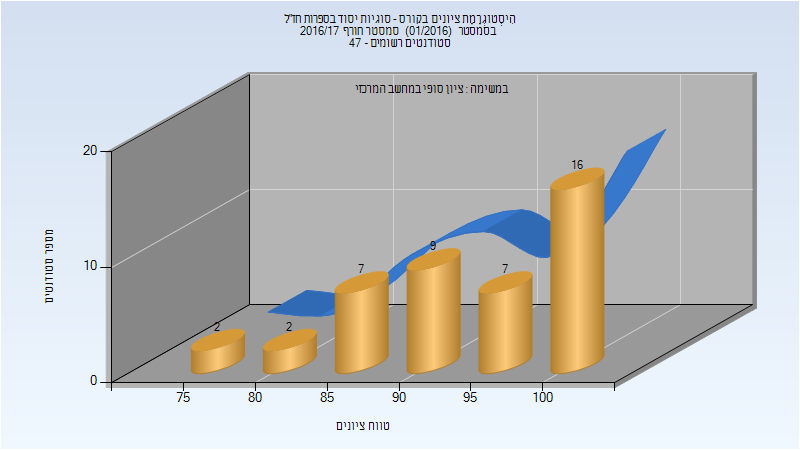 היסטוגרמת ציונים בקורס - סוגיות יסוד בספרות חז"ל
בסמסטר (01/2016) סמסטר חורף 2016/17
סטודנטים רשומים - 47
במשימה : ציון סופי במחשב המרכזי
20
10
0
מספר סטודנטים
2
2
7
9
7
16
75
80
85
90
95
100
טווח ציונים